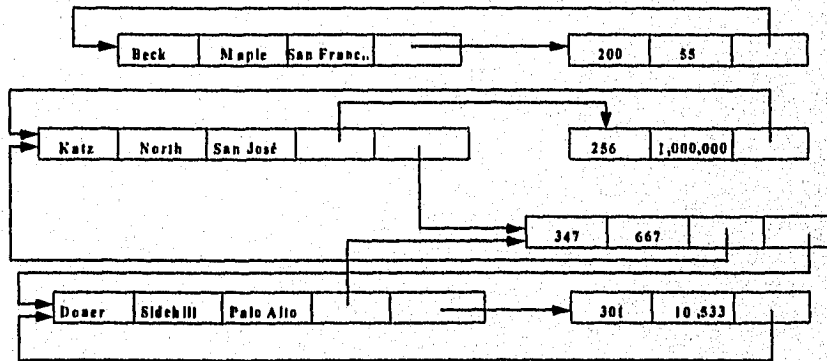 Beck Maple San Franc.. 200 55
Katz North San José 256 1,000,000
347 667
Doner Sidehill Palo Alto 301 10,533